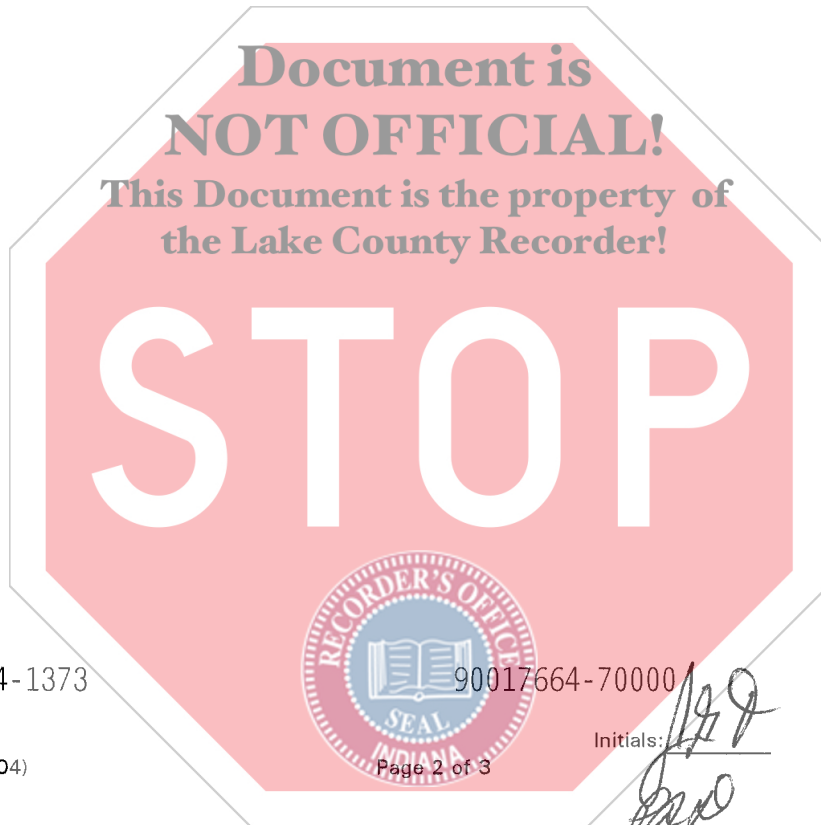 Document is
NOT OFFICIAL!
This Document is the property of
the Lake County Recorder!
STOP
RECORDER'S OFFICE
SEAL
INDIANA
4-1373
90017664-70000
Initials:
04)
Page 2 of 3